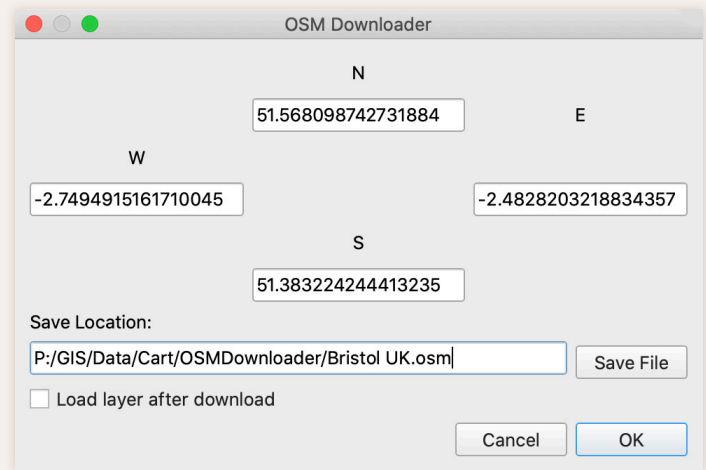 OSM Downloader
N
51.568098742731884
E
W
-2.7494915161710045
-2.4828203218834357
S
51.383224244413235
Save Location:
P:/GIS/Data/Cart/OSMDownloader/Bristol UK.osm
Save File
Load layer after download
Cancel
OK